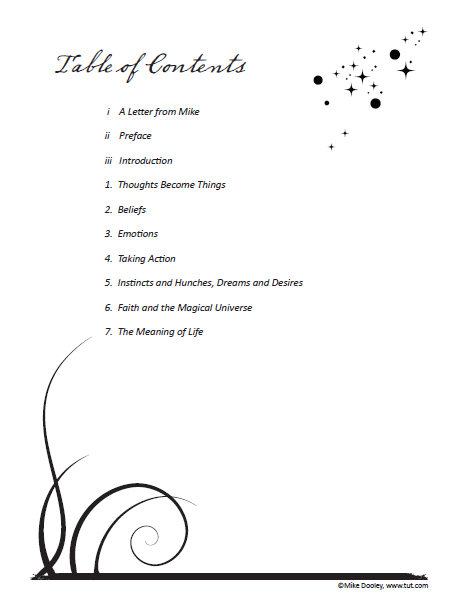 Table of Contents
i A Letter from Mike
ii Preface
iii Introduction
1. Thoughts Become Things
2. Beliefs
3. Emotions
4. Taking Action
5. Instincts and Hunches, Dreams and Desires
6. Faith and the Magical Universe
7. The Meaning of Life
©Mike Dooley, www.tut.com